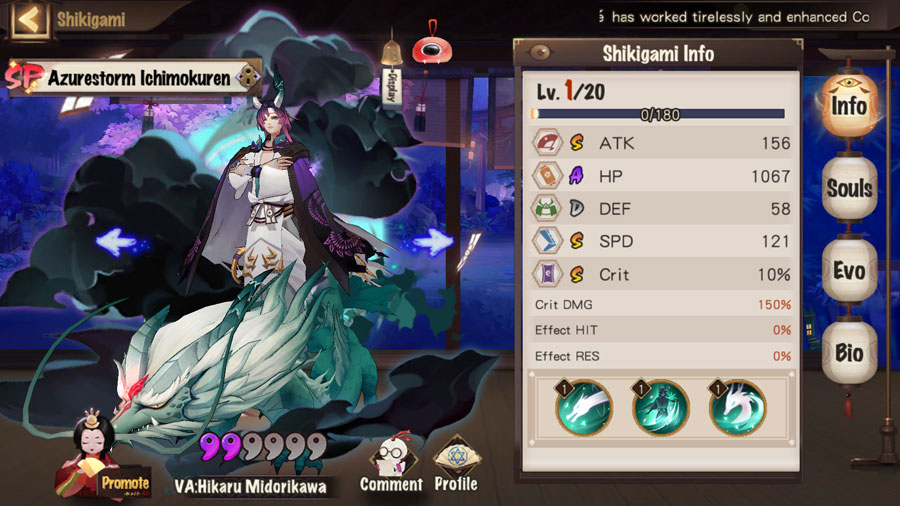 Shikigami
has worked tirelessly and enhanced Co
SP Azurestorm Ichimokuren
Display
Shikigami Info
Lv. 1/20
0/180
S ATK 156
A HP 1067
D DEF 58
S SPD 121
S Crit 10%
Crit DMG 150%
Effect HIT 0%
Effect RES 0%
1 1 1
Info
Souls
Evo
Bio
999999
Promote
VA:Hikaru Midorikawa
Comment
Profile